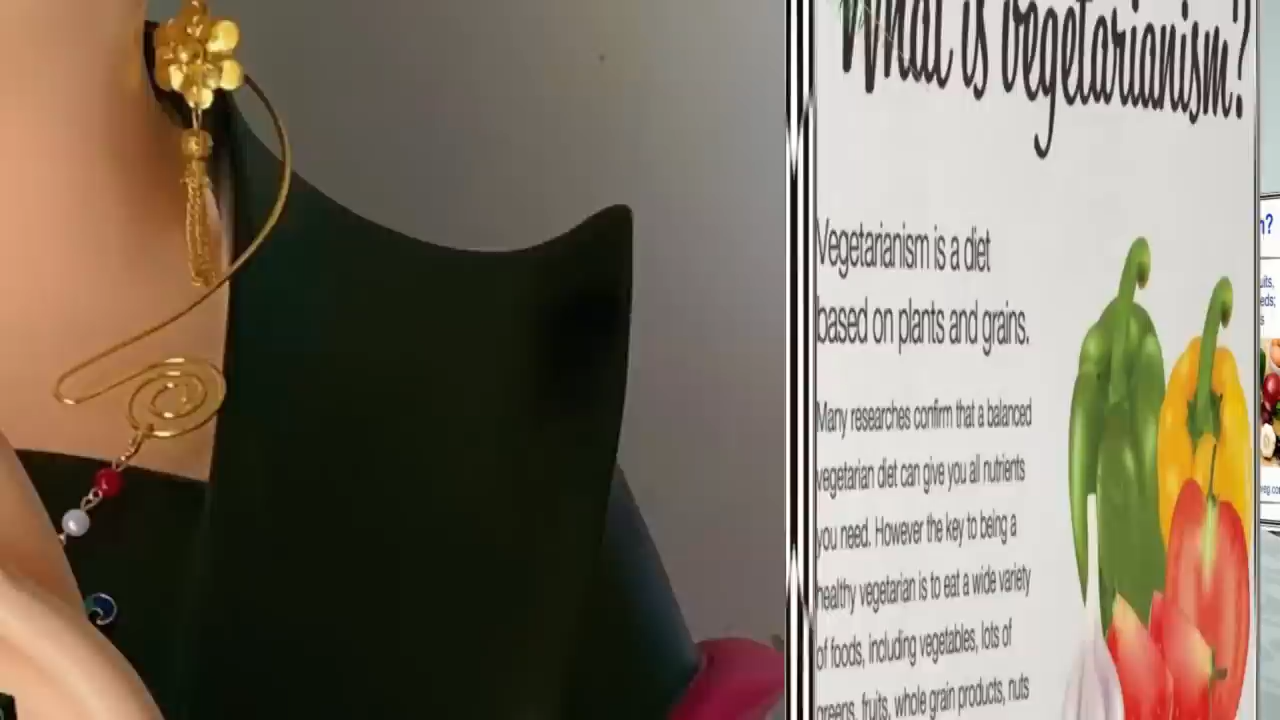 What is vegetarianism?
Vegetarianism is a diet
based on plants and grains.
Many researches confirm that a balanced
vegetarian diet can give you all nutrients
you need. However the key to being a
healthy vegetarian is to eat a wide variety
of foods, including vegetables, lots of
greens, fruits, whole grain products, nuts